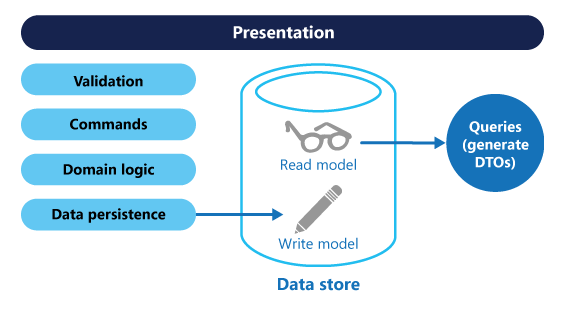 Presentation
Validation
Commands
Domain logic
Data persistence
Read model
Write model
Data store
Queries
(generate
DTOs)